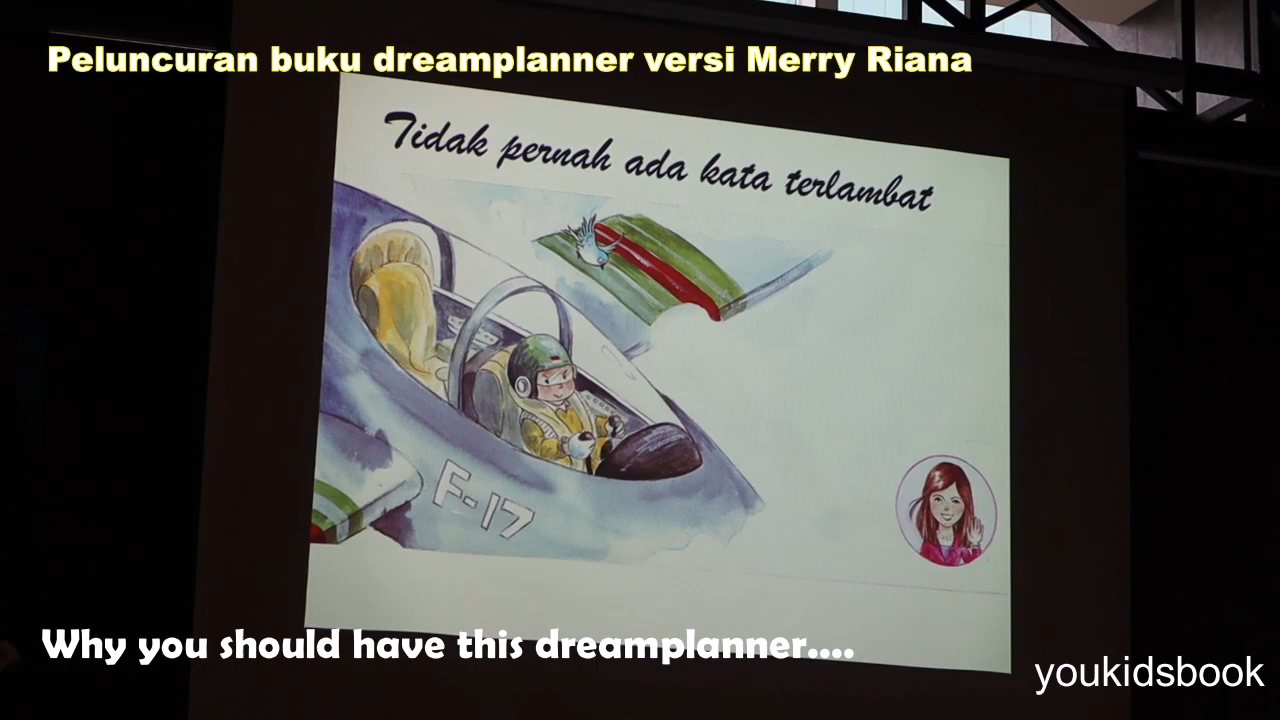 Peluncuran buku dreamplanner versi Merry Riana
Tidak pernah ada kata terlambat
F-17
Why you should have this dreamplanner....
youkidsbook